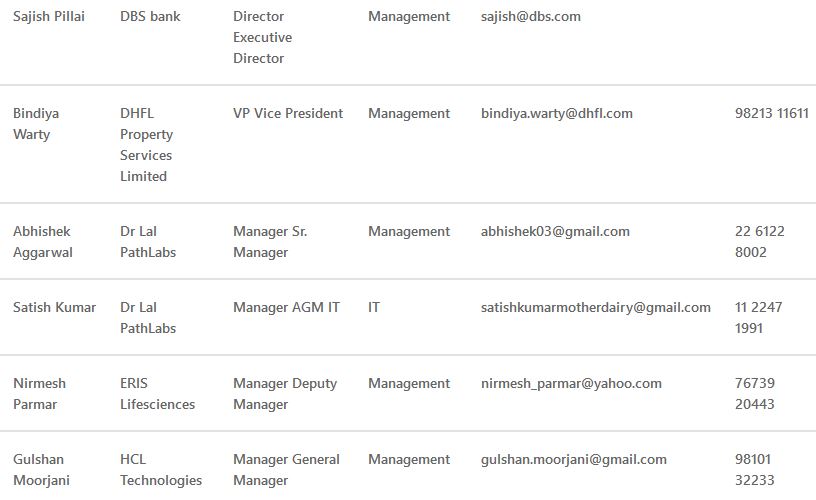 Sajish Pillai DBS bank Director Management sajish@dbs.com
Executive
Director
Bindiya DHFL VP Vice President Management bindiya.warty@dhfl.com 98213 11611
Warty Property
Services
Limited
Abhishek Dr Lal Manager Sr. Management abhishek03@gmail.com 22 6122
Aggarwal PathLabs Manager 8002
Satish Kumar Dr Lal Manager AGM IT IT satishkumarmotherdairy@gmail.com 11 2247
PathLabs 1991
Nirmesh ERIS Manager Deputy Management nirmesh_parmar@yahoo.com 76739
Parmar Lifesciences Manager 20443
Gulshan HCL Manager General Management gulshan.moorjani@gmail.com 98101
Moorjani Technologies Manager 32233